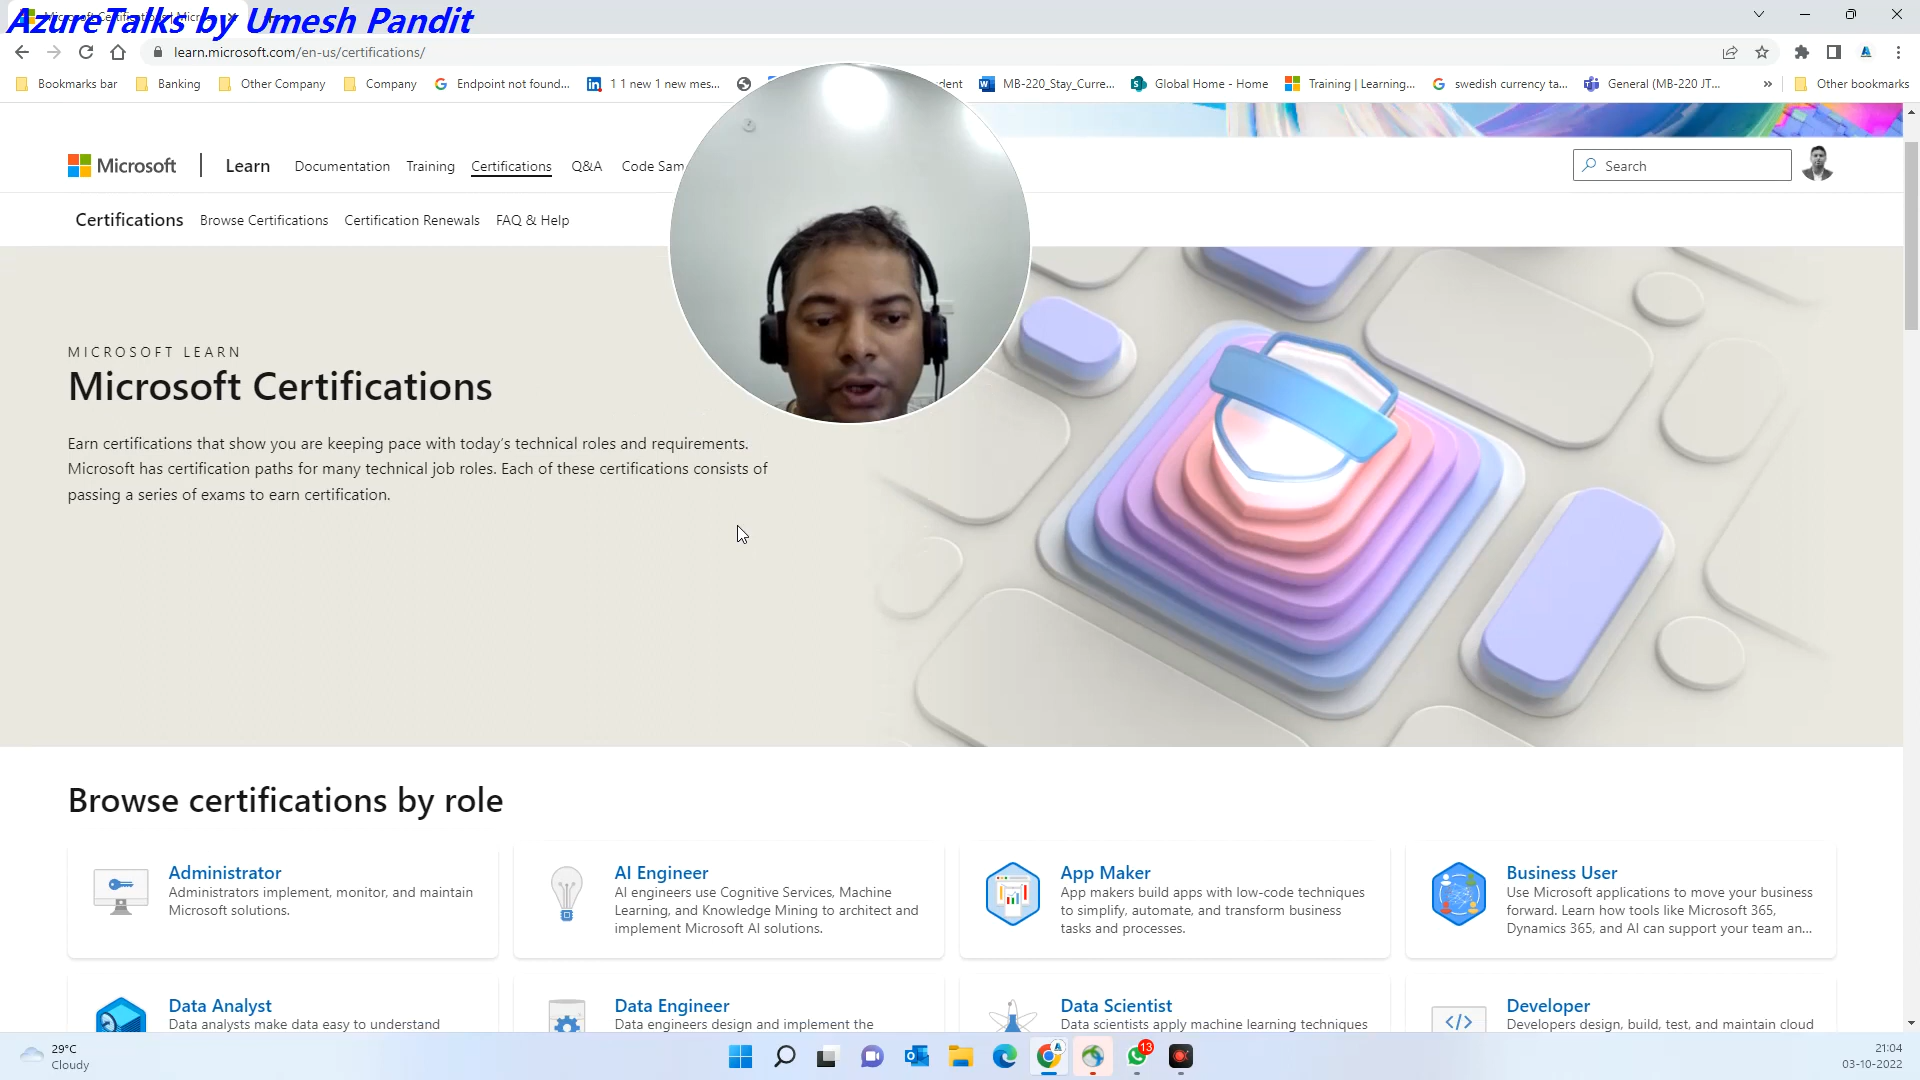 AzureTalks by Umesh Pandit
learn.microsoft.com/en-us/certifications/
Bookmarks bar
Banking
Other Company
Company
Endpoint not found...
1 1 new 1 new mes...
dent
MB-220_Stay_Curre...
Global Home - Home
Training | Learning...
swedish currency ta...
General (MB-220 JT...
»
Other bookmarks
Microsoft
Learn
Documentation
Training
Certifications
Q&A
Code Sam
Search
Certifications
Browse Certifications
Certification Renewals
FAQ & Help
MICROSOFT LEARN
Microsoft Certifications
Earn certifications that show you are keeping pace with today's technical roles and requirements.
Microsoft has certification paths for many technical job roles. Each of these certifications consists of
passing a series of exams to earn certification.
Browse certifications by role
Administrator
Administrators implement, monitor, and maintain
Microsoft solutions.
AI Engineer
AI engineers use Cognitive Services, Machine
Learning, and Knowledge Mining to architect and
implement Microsoft AI solutions.
App Maker
App makers build apps with low-code techniques
to simplify, automate, and transform business
tasks and processes.
Business User
Use Microsoft applications to move your business
forward. Learn how tools like Microsoft 365,
Dynamics 365, and AI can support your team an...
Data Analyst
Data analysts make data easy to understand
Data Engineer
Data engineers design and implement the
Data Scientist
Data scientists apply machine learning techniques
Developer
Developers design, build, test, and maintain cloud
29°C
Cloudy
13
21:04
03-10-2022